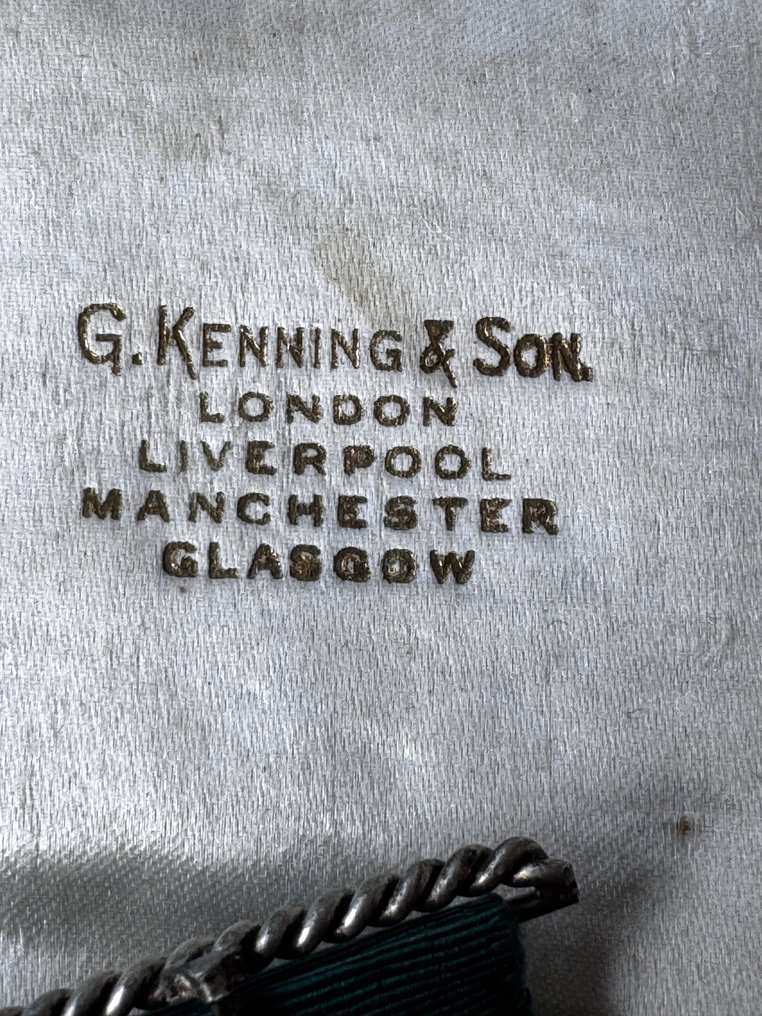 G. KENNING & SON.
LONDON
LIVERPOOL
MANCHESTER
GLASGOW